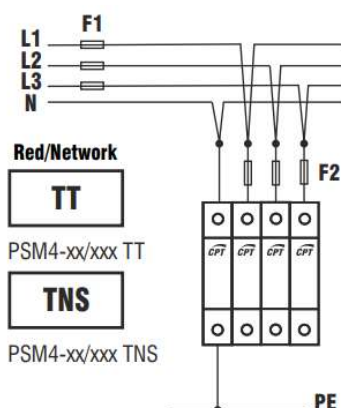 F1
L1
L2
L3
N
Red/Network
TT
F2
PSM4-xx/xxx TT
CPT CPT CPT CPT
TNS
PSM4-xx/xxx TNS
PE